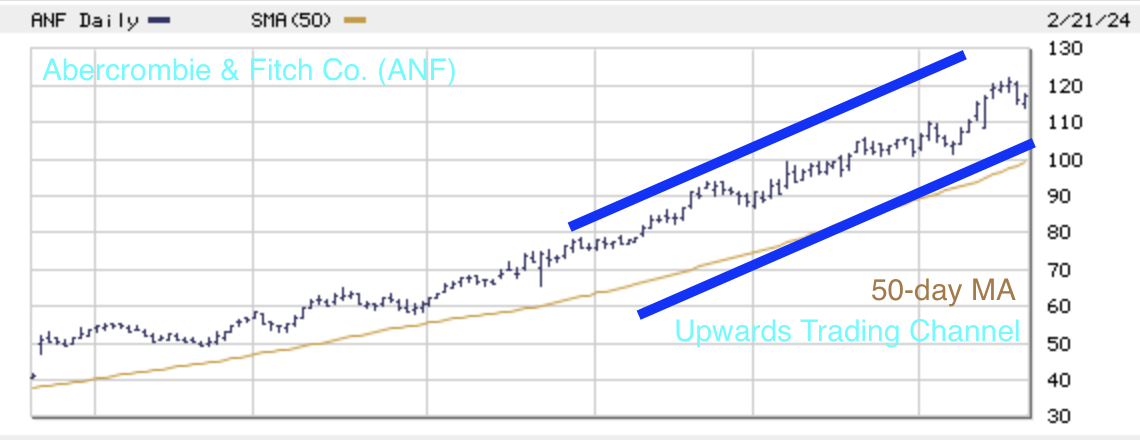 ANF Daily SMA(50) 2/21/24
Abercrombie & Fitch Co. (ANF)
130
120
110
100
90
80
70
60
50
40
30
50-day MA
Upwards Trading Channel